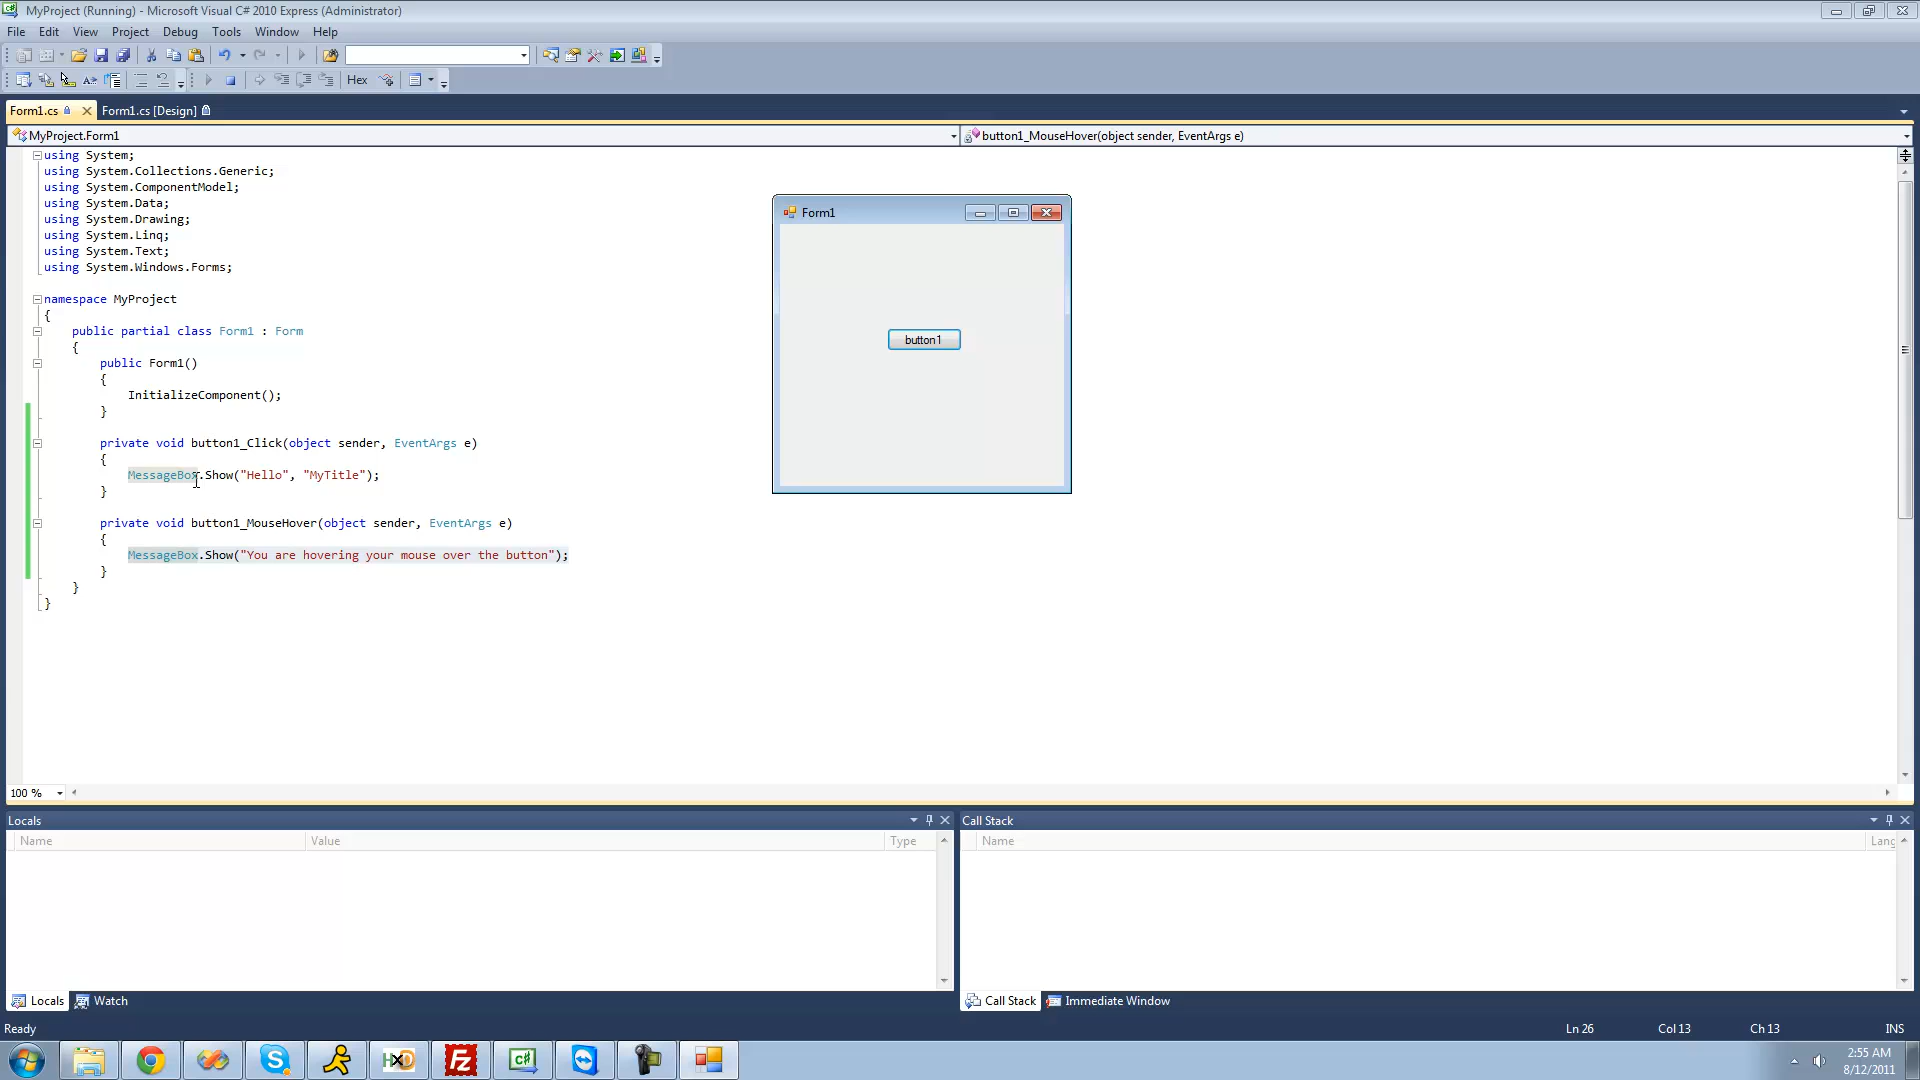 MyProject (Running) - Microsoft Visual C# 2010 Express (Administrator)
File Edit View Project Debug Tools Window Help
Hex
Form1.cs Form1.cs [Design]
MyProject.Form1 button1_MouseHover(object sender, EventArgs e)
using System;
using System.Collections.Generic;
using System.ComponentModel;
using System.Data;
using System.Drawing;
using System.Linq;
using System.Text;
using System.Windows.Forms;
namespace MyProject
{
public partial class Form1 : Form
{
public Form1()
{
InitializeComponent();
}
private void button1_Click(object sender, EventArgs e)
{
MessageBox.Show("Hello", "MyTitle");
}
private void button1_MouseHover(object sender, EventArgs e)
{
MessageBox.Show("You are hovering your mouse over the button");
}
}
}
Form1
button1
100 %
Locals
Name Value Type
Call Stack
Name Lang
Locals Watch
Call Stack Immediate Window
Ready Ln 26 Col 13 Ch 13 INS
2:55 AM
8/12/2011